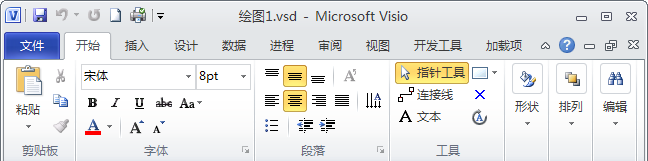 绘图1.vsd - Microsoft Visio
文件 开始 插入 设计 数据 进程 审阅 视图 开发工具 加载项
宋体 8pt 指针工具
粘贴 B I U abc Aa 连接线 形状 排列 编辑
A A A 文本
剪贴板 字体 段落 工具